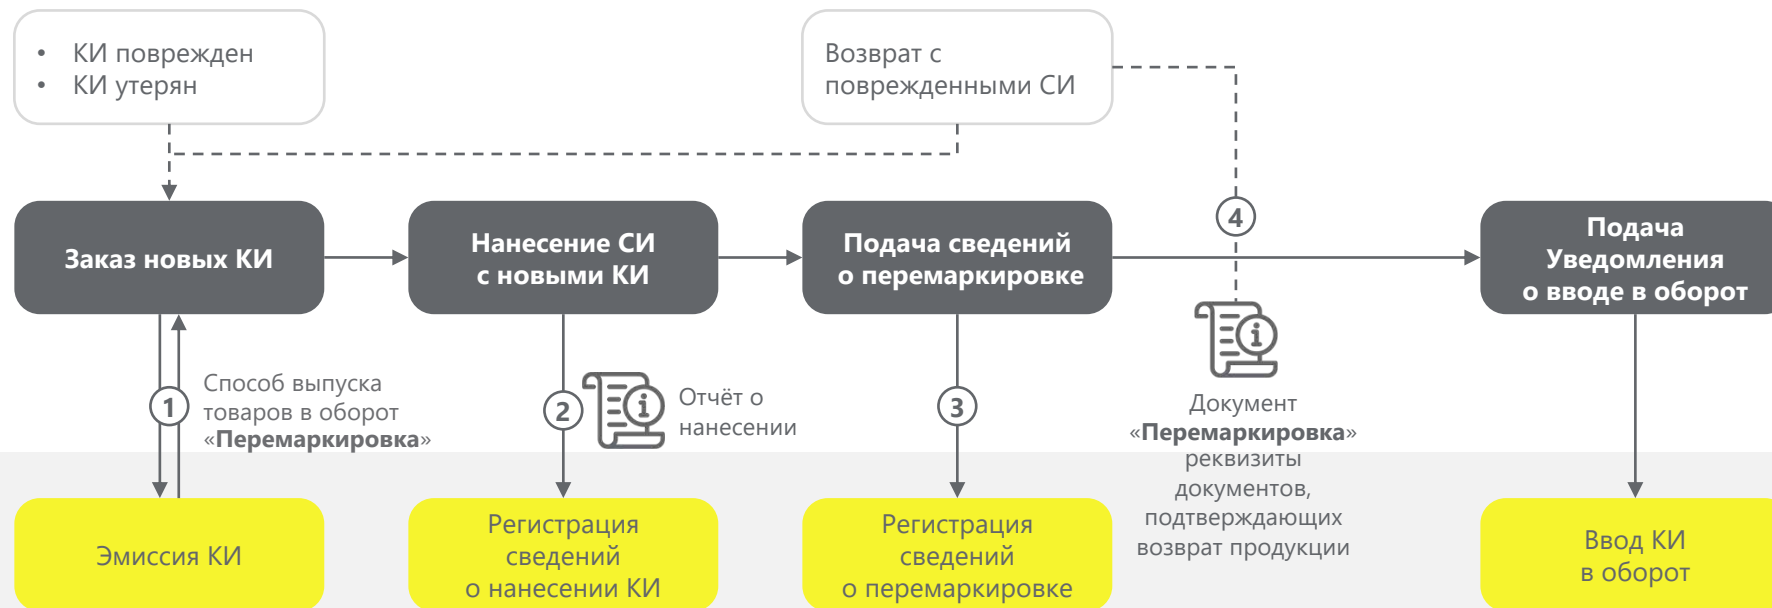 • КИ поврежден
• КИ утерян
Возврат с
поврежденными СИ
Заказ новых КИ
Нанесение СИ
с новыми КИ
Подача сведений
о перемаркировке
4
Подача
Уведомления
о вводе в оборот
1
Способ выпуска
товаров в оборот
«Перемаркировка»
2
Отчёт о
нанесении
3
Документ
«Перемаркировка»
реквизиты
документов,
подтверждающих
возврат продукции
Эмиссия КИ
Регистрация
сведений
о нанесении КИ
Регистрация
сведений
о перемаркировке
Ввод КИ
в оборот